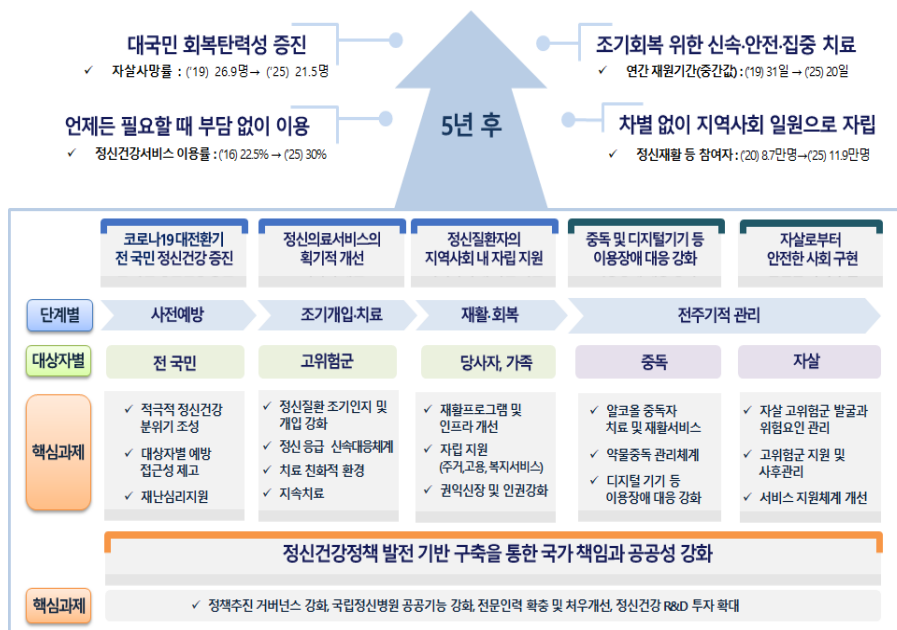 대국민 회복탄력성 증진
✓ 자살사망률 : ('19) 26.9명→ ('25) 21.5명
조기회복 위한 신속·안전·집중 치료
✓ 연간 재원기간(중간값) : ('19) 31일 → ('25) 20일
언제든 필요할 때 부담 없이 이용
✓ 정신건강서비스 이용률 : ('16) 22.5% → ('25) 30%
5년 후
차별 없이 지역사회 일원으로 자립
✓ 정신재활 등 참여자 : ('20) 8.7만명→('25) 11.9만명
코로나19 대전환기
전 국민 정신건강 증진
정신의료서비스의
획기적 개선
정신질환자의
지역사회 내 자립 지원
중독 및 디지털기기 등
이용장애 대응 강화
자살로부터
안전한 사회 구현
단계별
사전예방
조기개입·치료
재활·회복
전주기적 관리
대상자별
전 국민
고위험군
당사자, 가족
중독
자살
핵심과제
✓ 적극적 정신건강
분위기 조성
✓ 대상자별 예방
접근성 제고
✓ 재난심리지원
✓ 정신질환 조기인지 및
개입 강화
✓ 정신 응급 신속대응체계
✓ 치료 친화적 환경
✓ 지속치료
✓ 재활프로그램 및
인프라 개선
✓ 자립 지원
(주거,고용, 복지서비스)
✓ 권익신장 및 인권강화
✓ 알코올 중독자
치료 및 재활서비스
✓ 약물중독 관리체계
✓ 디지털 기기 등
이용장애 대응 강화
✓ 자살 고위험군 발굴과
위험요인 관리
✓ 고위험군 지원 및
사후관리
✓ 서비스 지원체계 개선
정신건강정책 발전 기반 구축을 통한 국가 책임과 공공성 강화
핵심과제
✓ 정책추진 거버넌스 강화, 국립정신병원 공공기능 강화, 전문인력 확충 및 처우개선, 정신건강 R&D 투자 확대